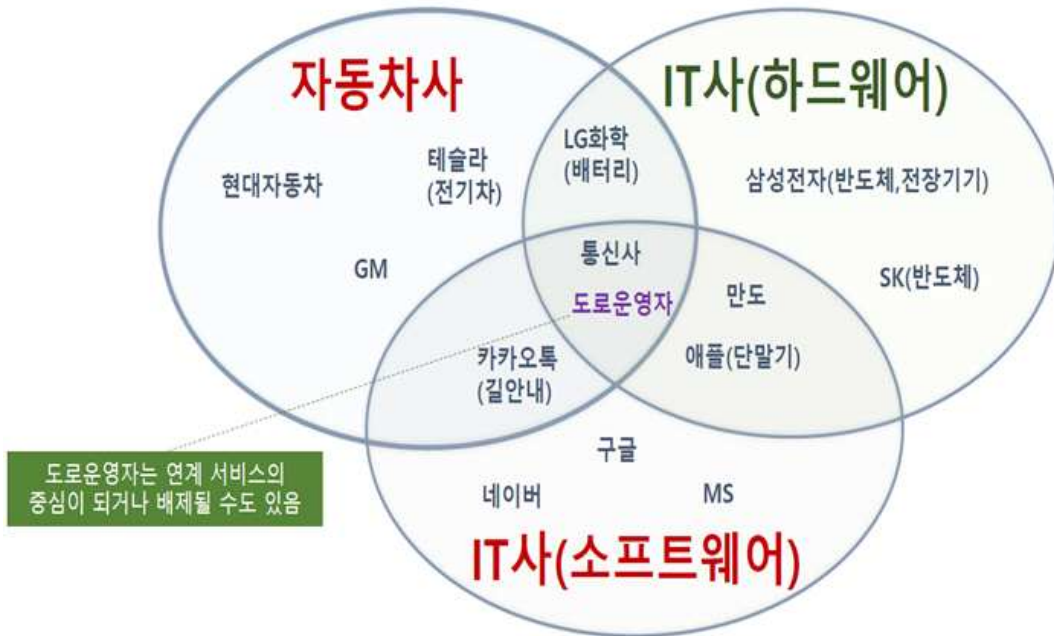 자동차사
IT사(하드웨어)
LG화학
(배터리)
테슬라
(전기차)
현대자동차
삼성전자(반도체,전장기기)
GM
통신사
SK(반도체)
도로운영자
만도
카카오톡
(길안내)
애플(단말기)
구글
도로운영자는 연계 서비스의
중심이 되거나 배제될 수도 있음
네이버
MS
IT사(소프트웨어)